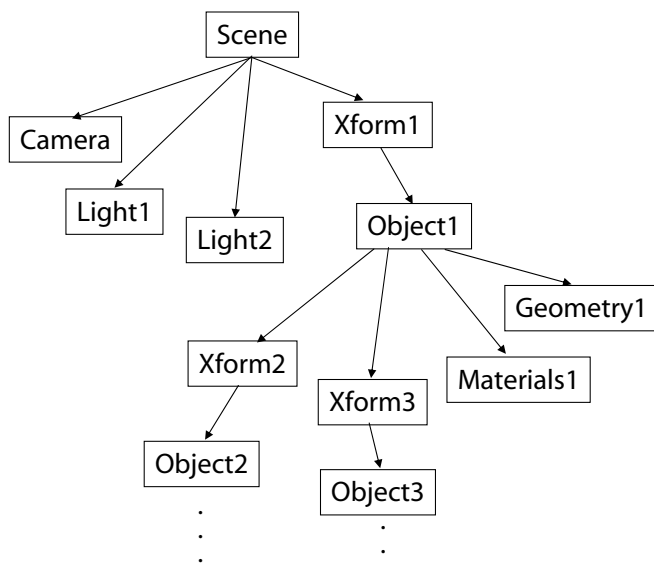 Scene
Camera
Xform1
Light1
Light2
Object1
Geometry1
Xform2
Materials1
Xform3
Object2
Object3